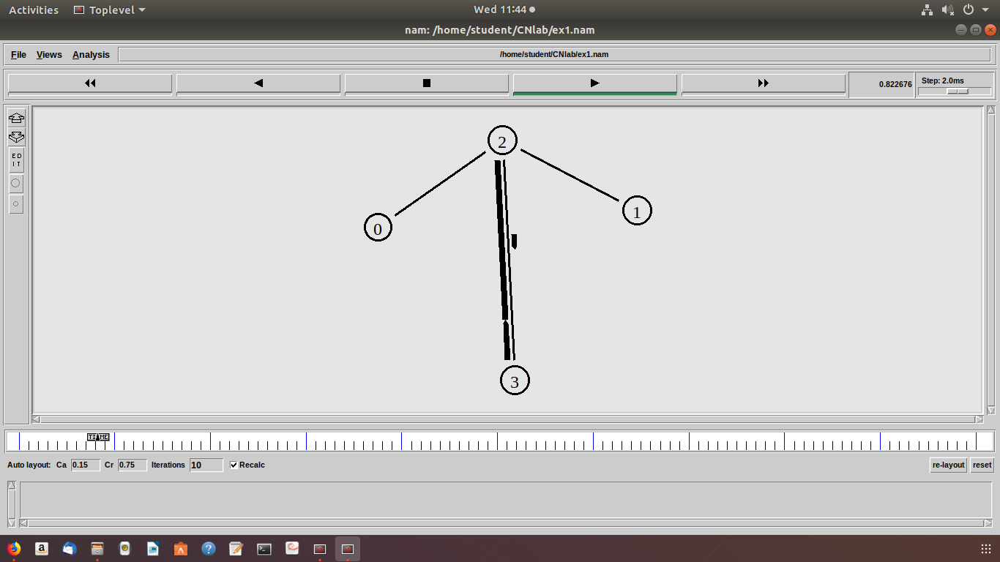 Activities Toplevel Wed 11:44
nam: /home/student/CNlab/ex1.nam
File Views Analysis /home/student/CNlab/ex1.nam
0.822676 Step: 2.0ms
ED
IT
2
0
1
3
TIME
Auto layout: Ca 0.15 Cr 0.75 Iterations 10 Recalc re-layout reset